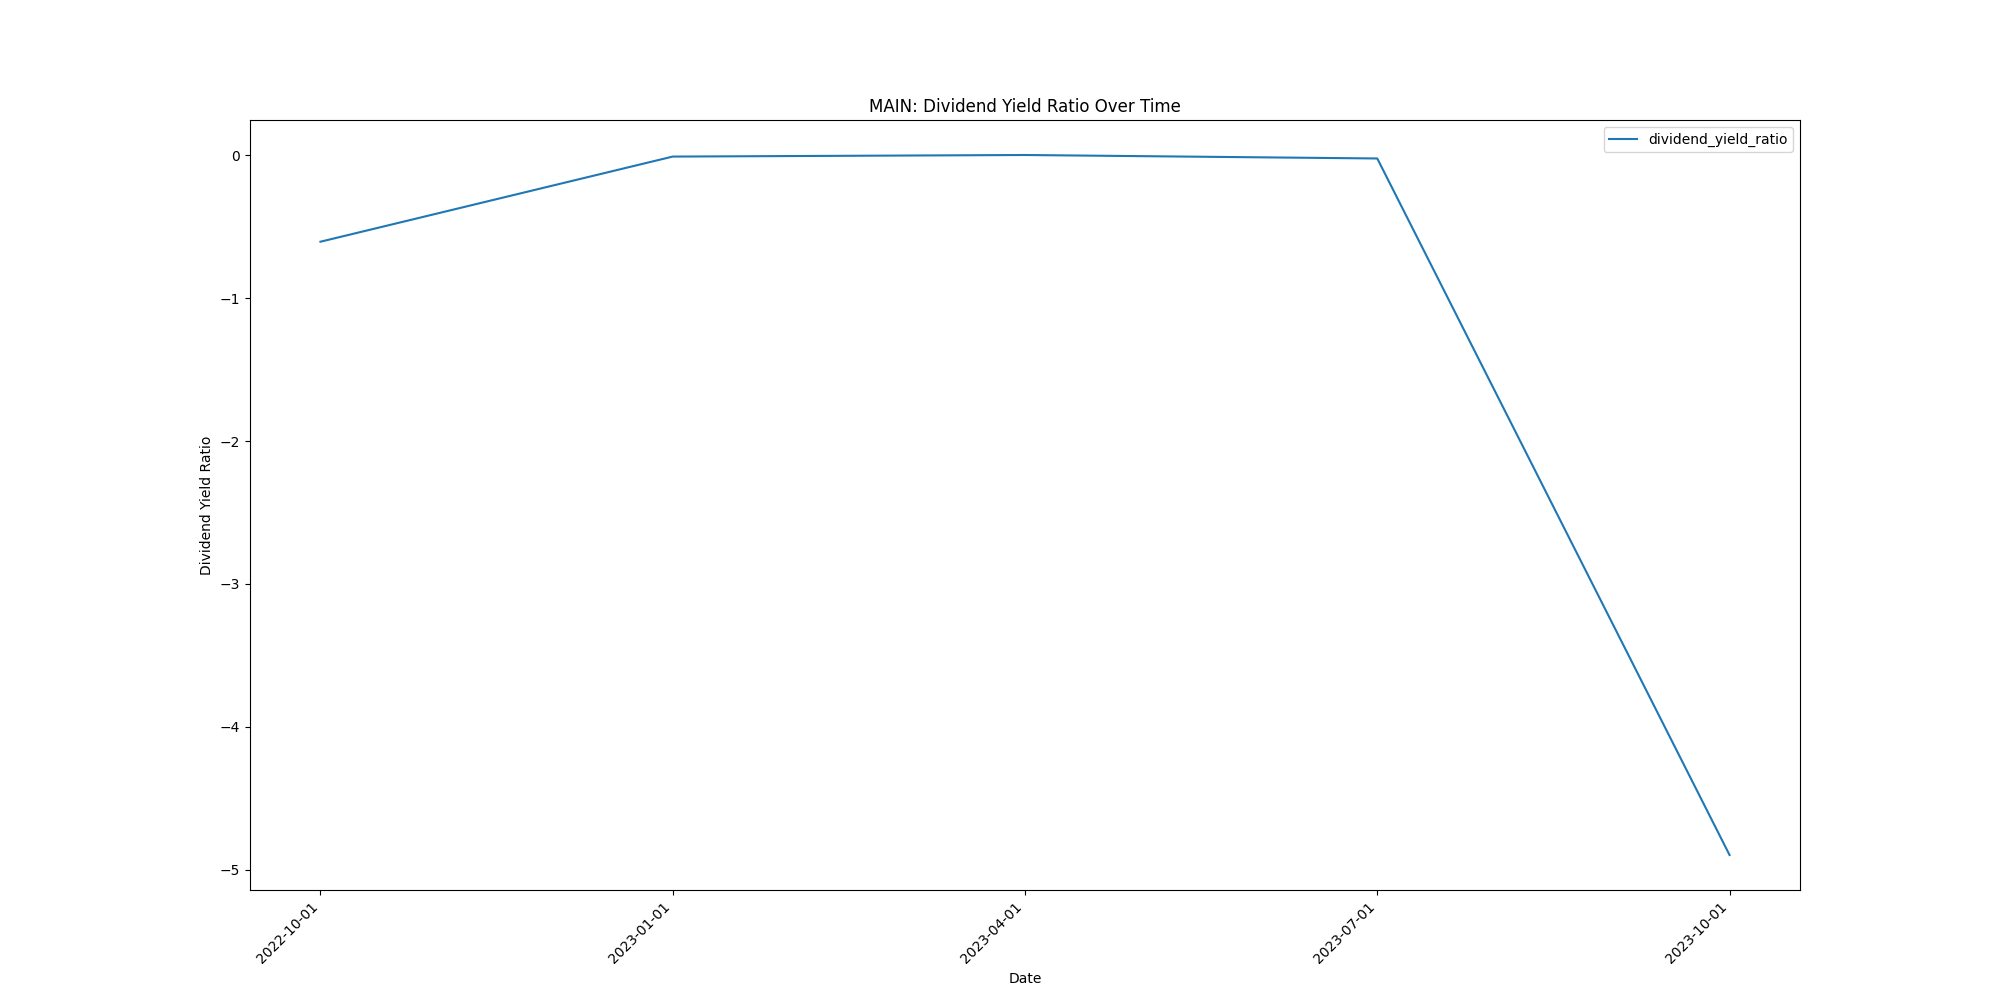 MAIN: Dividend Yield Ratio Over Time
dividend_yield_ratio
Dividend Yield Ratio
0
−1
−2
−3
−4
−5
2022-10-01
2023-01-01
2023-04-01
2023-07-01
2023-10-01
Date